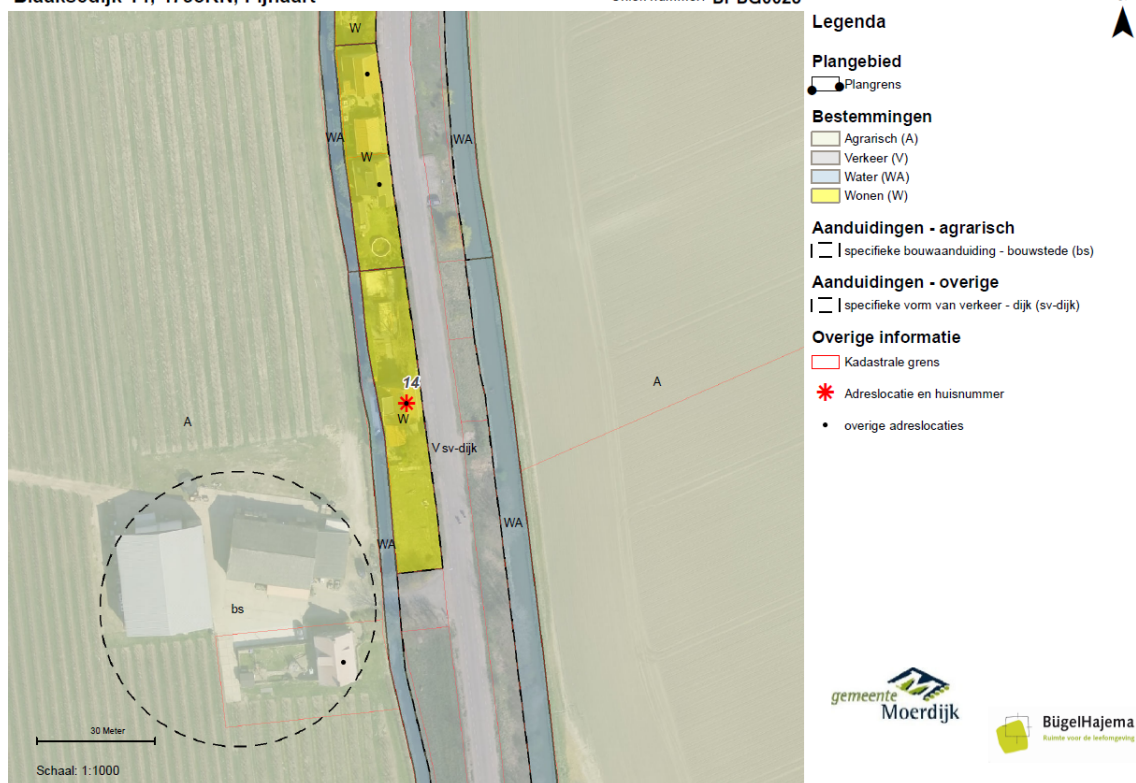 Legenda
Plangebied
Plangrens
Bestemmingen
Agrarisch (A)
Verkeer (V)
Water (WA)
Wonen (W)
Aanduidingen - agrarisch
specifieke bouwaanduiding - bouwstede (bs)
Aanduidingen - overige
specifieke vorm van verkeer - dijk (sv-dijk)
Overige informatie
Kadastrale grens
Adreslocatie en huisnummer
overige adreslocaties
W
WA
WA
W
14
W
A
A
V sv-dijk
WA
WA
bs
30 Meter
Schaal: 1:1000
gemeente
Moerdijk
BügelHajema
Ruimte voor de leefomgeving